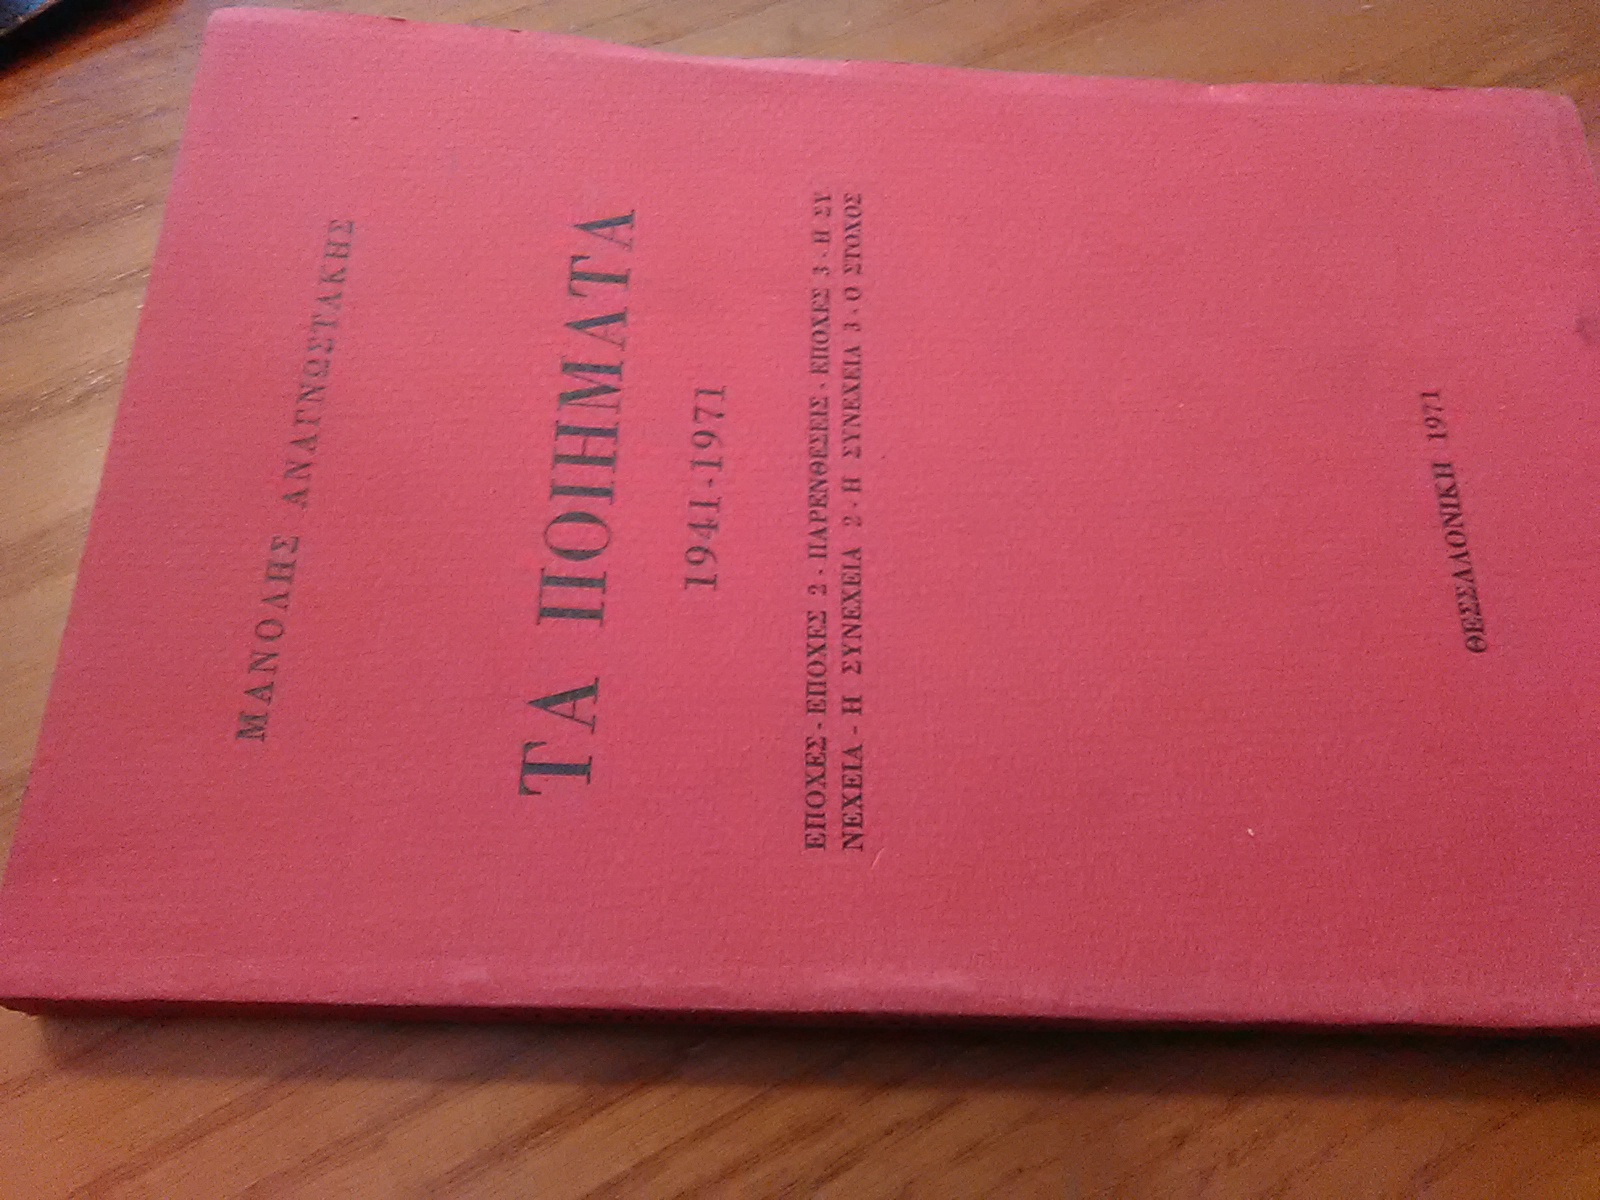 ΜΑΝΟΛΗΣ ΑΝΑΓΝΩΣΤΑΚΗΣ
ΤΑ ΠΟΙΗΜΑΤΑ
1941-1971
ΕΠΟΧΕΣ - ΕΠΟΧΕΣ 2 - ΠΑΡΕΝΘΕΣΕΙΣ - ΕΠΟΧΕΣ 3 - Η ΣΥ
ΝΕΧΕΙΑ - Η ΣΥΝΕΧΕΙΑ 2 - Η ΣΥΝΕΧΕΙΑ 3 - Ο ΣΤΟΧΟΣ
ΘΕΣΣΑΛΟΝΙΚΗ 1971